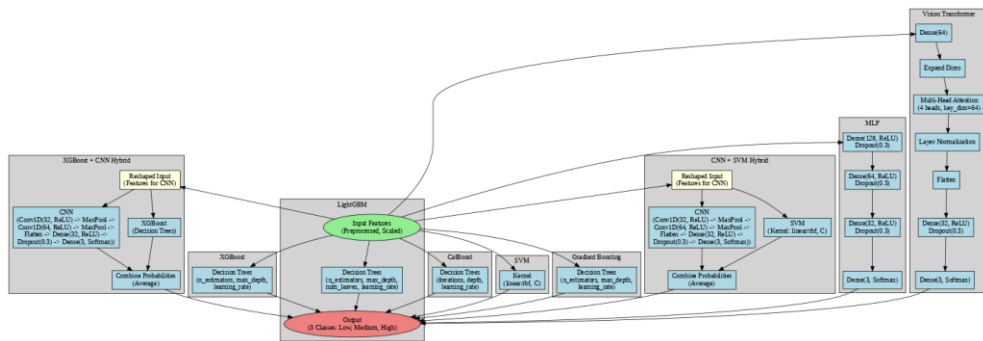 Vision Transformer
Dense(64)
Expand Dims
Multi-Head Attention
(4 heads, key_dim=64)
Layer Normalization
Flatten
Dense(32, ReLU)
Dropout(0.3)
Dense(3, Softmax)
MLP
Dense(128, ReLU)
Dropout(0.3)
Dense(64, ReLU)
Dropout(0.3)
Dense(32, ReLU)
Dropout(0.3)
Dense(3, Softmax)
XGBoost + CNN Hybrid
Reshaped Input
(Features for CNN)
CNN
(Conv1D(32, ReLU) -> MaxPool ->
Conv1D(64, ReLU) -> MaxPool ->
Flatten -> Dense(32, ReLU) ->
Dropout(0.3) -> Dense(3, Softmax))
XGBoost
(Decision Trees)
Combine Probabilities
(Average)
CNN + SVM Hybrid
Reshaped Input
(Features for CNN)
CNN
(Conv1D(32, ReLU) -> MaxPool ->
Conv1D(64, ReLU) -> MaxPool ->
Flatten -> Dense(32, ReLU) ->
Dropout(0.3) -> Dense(3, Softmax))
SVM
(Kernel: linear/rbf, C)
Combine Probabilities
(Average)
LightGBM
Input Features
(Preprocessed, Scaled)
Decision Trees
(n_estimators, max_depth,
num_leaves, learning_rate)
XGBoost
Decision Trees
(n_estimators, max_depth,
learning_rate)
CatBoost
Decision Trees
(iterations, depth,
learning_rate)
SVM
Kernel
(linear/rbf, C)
Gradient Boosting
Decision Trees
(n_estimators, max_depth,
learning_rate)
Output
(3 Classes: Low, Medium, High)